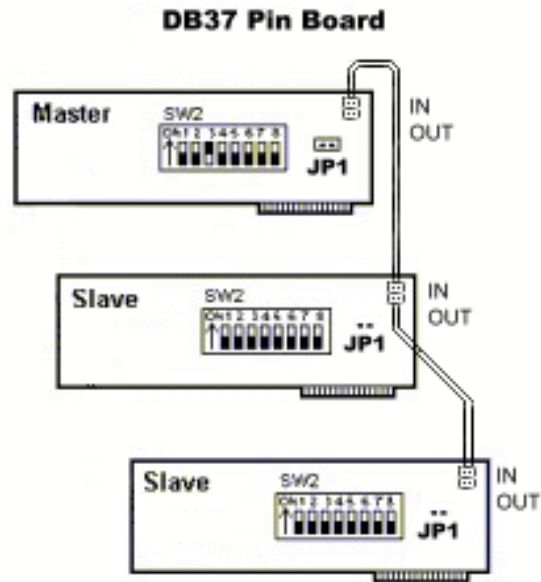 DB37 Pin Board
Master
SW2
IN
OUT
On 1 2 3 4 5 6 7 8
JP1
Slave
SW2
IN
OUT
On 1 2 3 4 5 6 7 8
JP1
Slave
SW2
IN
OUT
On 1 2 3 4 5 6 7 8
JP1